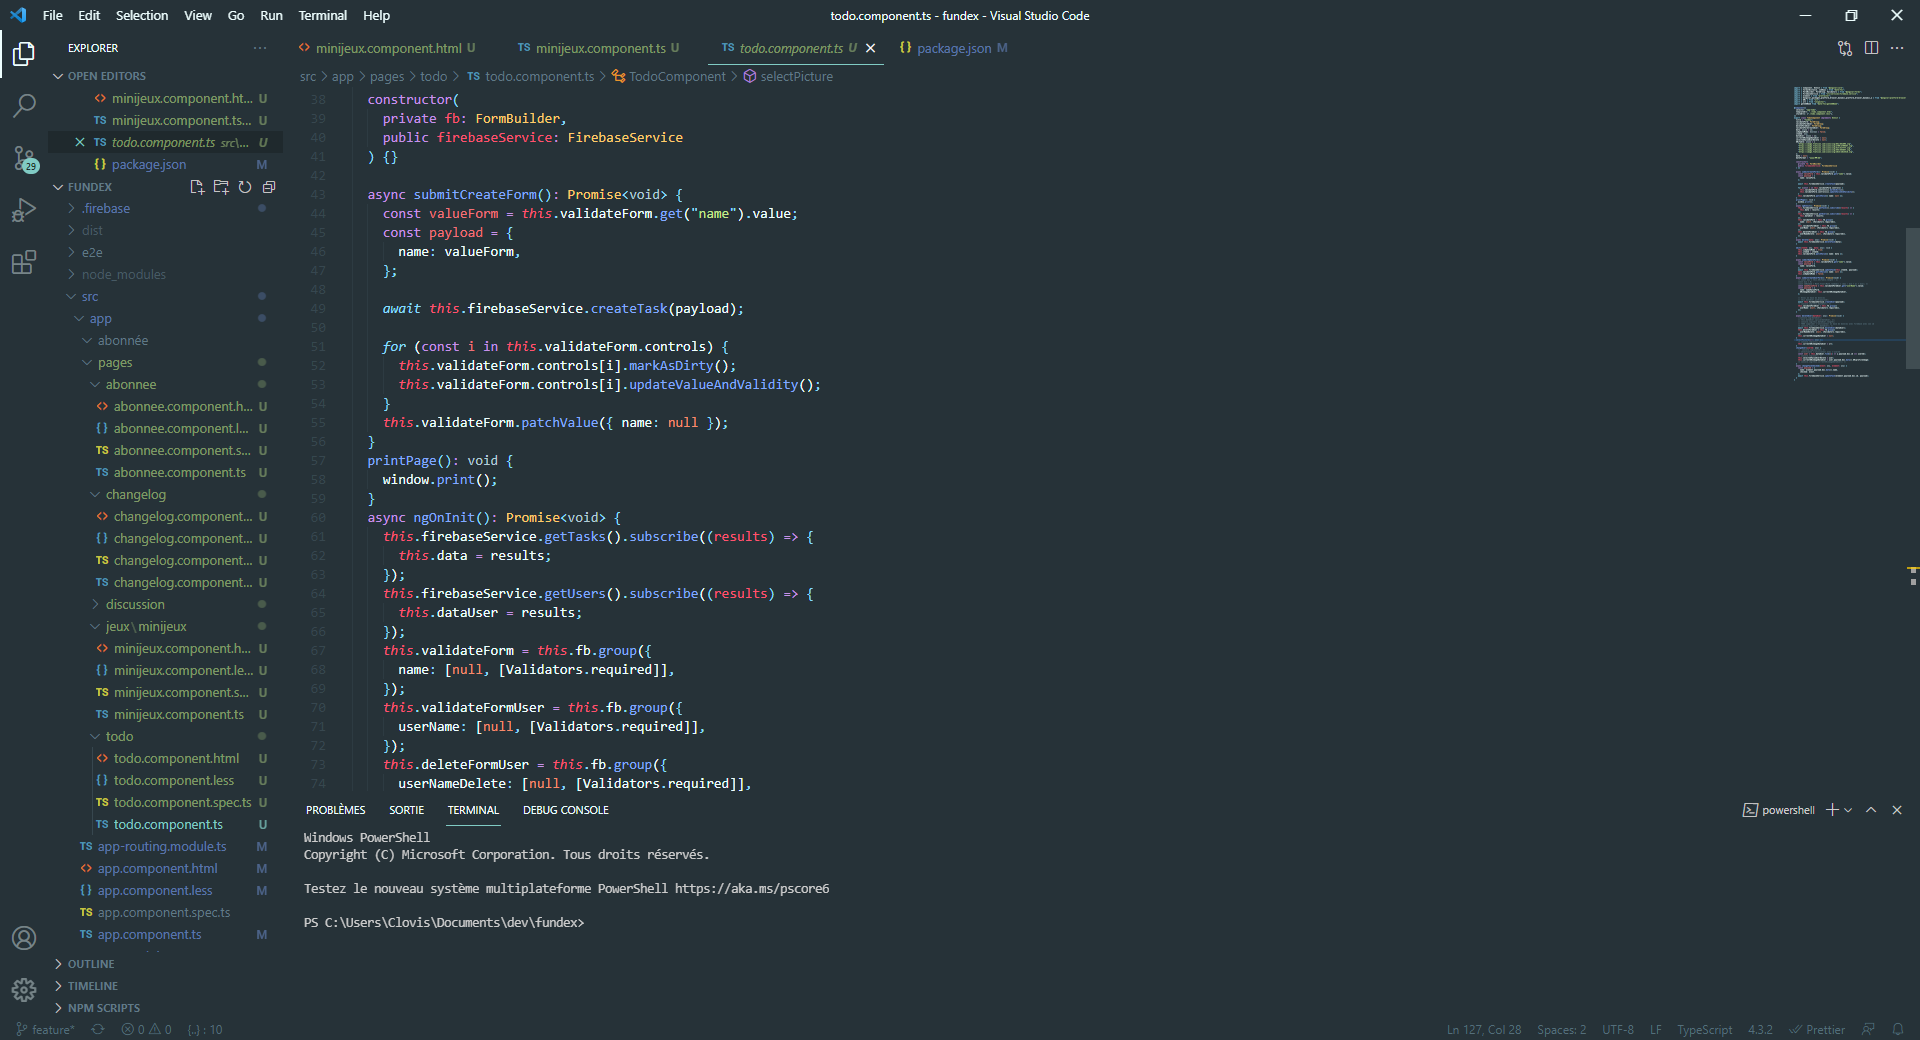 File Edit Selection View Go Run Terminal Help
todo.component.ts - fundex - Visual Studio Code
EXPLORER
OPEN EDITORS
minijeux.component.ht... U
TS minijeux.component.ts... U
TS todo.component.ts src\... U
{} package.json M
FUNDEX
.firebase
dist
e2e
node_modules
src
app
abonnée
pages
abonnee
<> abonnee.component.h... U
{} abonnee.component.l... U
TS abonnee.component.s... U
TS abonnee.component.ts U
changelog
<> changelog.component... U
{} changelog.component... U
TS changelog.component... U
TS changelog.component... U
discussion
jeux\minijeux
<> minijeux.component.h... U
{} minijeux.component.le... U
TS minijeux.component.s... U
TS minijeux.component.ts U
todo
<> todo.component.html U
{} todo.component.less U
TS todo.component.spec.ts U
TS todo.component.ts U
TS app-routing.module.ts M
<> app.component.html M
{} app.component.less M
TS app.component.spec.ts
TS app.component.ts M
OUTLINE
TIMELINE
NPM SCRIPTS
29
<> minijeux.component.html U TS minijeux.component.ts U TS todo.component.ts U {} package.json M
src > app > pages > todo > TS todo.component.ts > TodoComponent > selectPicture
38 constructor(
39 private fb: FormBuilder,
40 public firebaseService: FirebaseService
41 ) {}
42
43 async submitCreateForm(): Promise<void> {
44 const valueForm = this.validateForm.get("name").value;
45 const payload = {
46 name: valueForm,
47 };
48
49 await this.firebaseService.createTask(payload);
50
51 for (const i in this.validateForm.controls) {
52 this.validateForm.controls[i].markAsDirty();
53 this.validateForm.controls[i].updateValueAndValidity();
54 }
55 this.validateForm.patchValue({ name: null });
56 }
57 printPage(): void {
58 window.print();
59 }
60 async ngOnInit(): Promise<void> {
61 this.firebaseService.getTasks().subscribe((results) => {
62 this.data = results;
63 });
64 this.firebaseService.getUsers().subscribe((results) => {
65 this.dataUser = results;
66 });
67 this.validateForm = this.fb.group({
68 name: [null, [Validators.required]],
69 });
70 this.validateFormUser = this.fb.group({
71 userName: [null, [Validators.required]],
72 });
73 this.deleteFormUser = this.fb.group({
74 userNameDelete: [null, [Validators.required]],
PROBLÈMES SORTIE TERMINAL DEBUG CONSOLE
powershell
Windows PowerShell
Copyright (C) Microsoft Corporation. Tous droits réservés.
Testez le nouveau système multiplateforme PowerShell https://aka.ms/pscore6
PS C:\Users\Clovis\Documents\dev\fundex>
feature* 0 0 {..} : 10
Ln 127, Col 28 Spaces: 2 UTF-8 LF TypeScript 4.3.2 Prettier